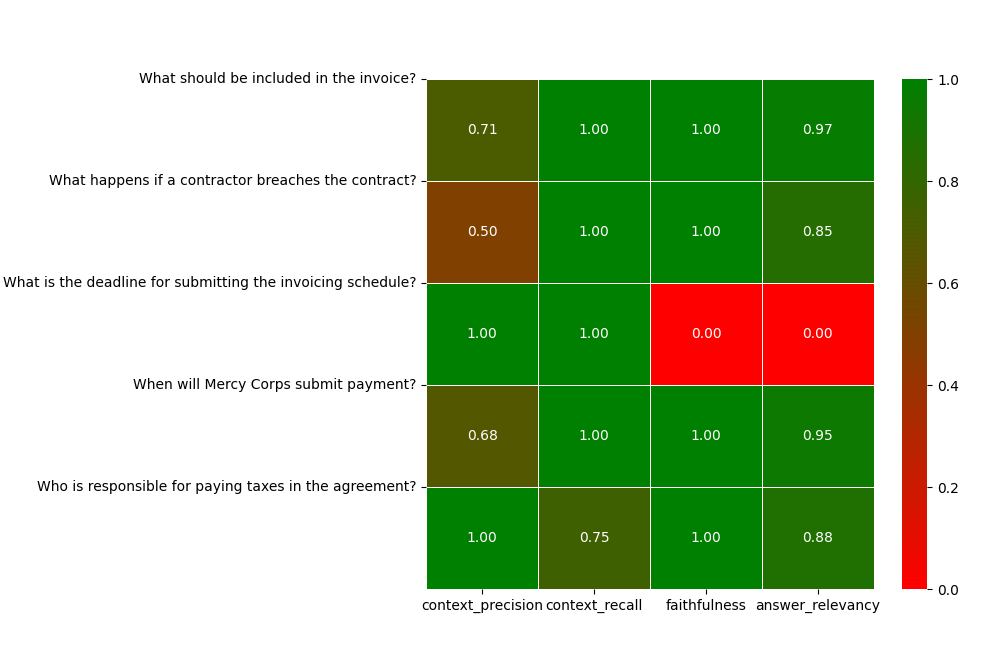 What should be included in the invoice?
0.71 1.00 1.00 0.97
What happens if a contractor breaches the contract?
0.50 1.00 1.00 0.85
What is the deadline for submitting the invoicing schedule?
1.00 1.00 0.00 0.00
When will Mercy Corps submit payment?
0.68 1.00 1.00 0.95
Who is responsible for paying taxes in the agreement?
1.00 0.75 1.00 0.88
context_precision context_recall faithfulness answer_relevancy
1.0
0.8
0.6
0.4
0.2
0.0